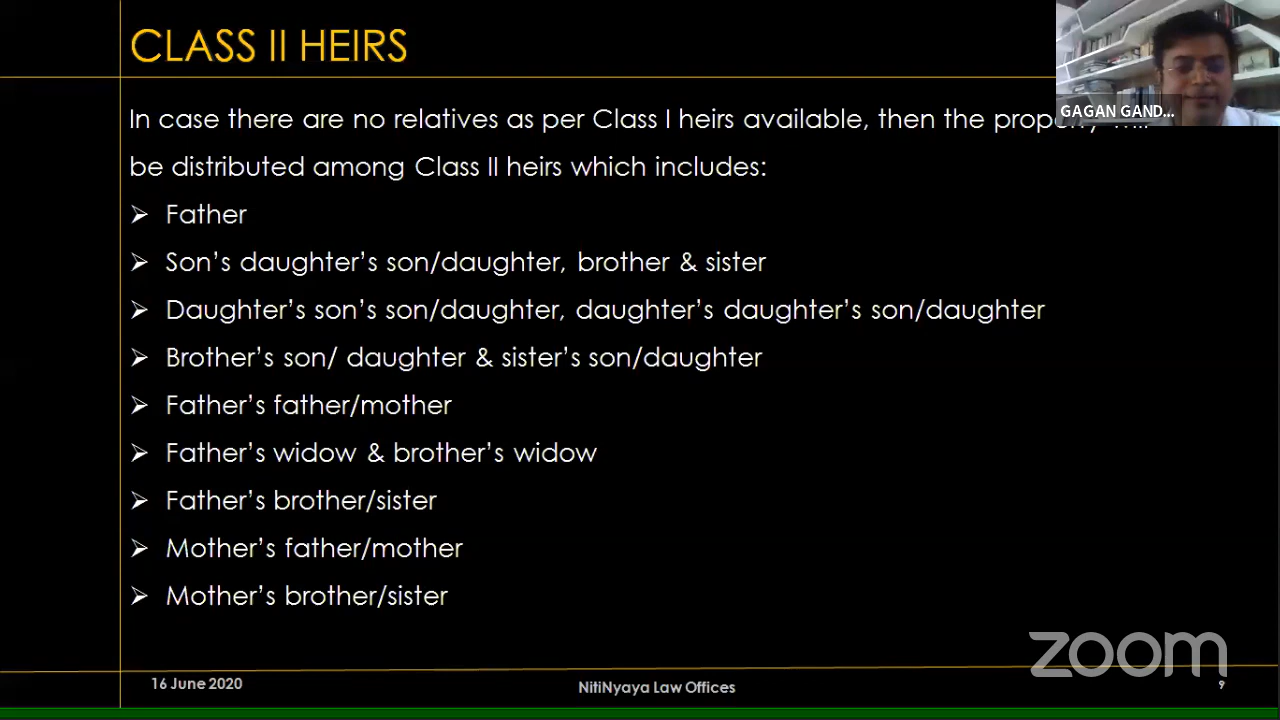 CLASS II HEIRS
GAGAN GAND...
In case there are no relatives as per Class I heirs available, then the property will
be distributed among Class II heirs which includes:
➢ Father
➢ Son's daughter's son/daughter, brother & sister
➢ Daughter's son's son/daughter, daughter's daughter's son/daughter
➢ Brother's son/ daughter & sister's son/daughter
➢ Father's father/mother
➢ Father's widow & brother's widow
➢ Father's brother/sister
➢ Mother's father/mother
➢ Mother's brother/sister
zoom
16 June 2020
NitiNyaya Law Offices
9